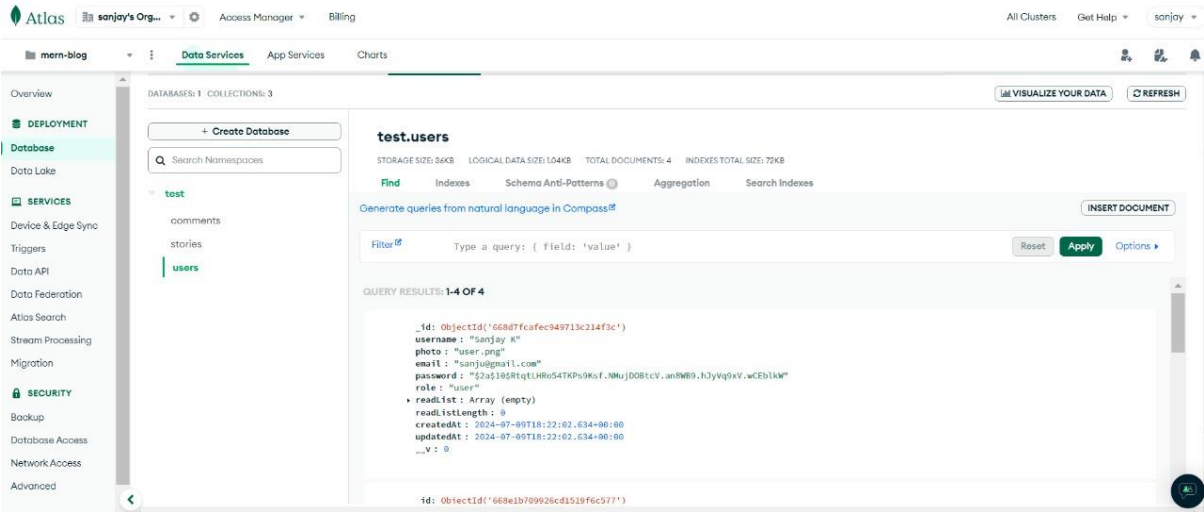 Atlas sanjay's Org... Access Manager Billing All Clusters Get Help sanjay
mern-blog Data Services App Services Charts
Overview
DEPLOYMENT
Database
Data Lake
SERVICES
Device & Edge Sync
Triggers
Data API
Data Federation
Atlas Search
Stream Processing
Migration
SECURITY
Backup
Database Access
Network Access
Advanced
DATABASES: 1 COLLECTIONS: 3
VISUALIZE YOUR DATA REFRESH
+ Create Database
Search Namespaces
test
comments
stories
users
test.users
STORAGE SIZE: 36KB LOGICAL DATA SIZE: 1.04KB TOTAL DOCUMENTS: 4 INDEXES TOTAL SIZE: 72KB
Find Indexes Schema Anti-Patterns 0 Aggregation Search Indexes
Generate queries from natural language in Compass
INSERT DOCUMENT
Filter Type a query: { field: 'value' } Reset Apply Options
QUERY RESULTS: 1-4 OF 4
_id: ObjectId('668d7fcafec949713c214f3c')
username : "Sanjay K"
photo : "user.png"
email : "sanju@gmail.com"
password : "$2a$10$RtqtLHRo54TKPs9Ksf.NMujDOBtcV.an8WB9.hJyVq9xV.wCEblkW"
role : "user"
readList : Array (empty)
readListLength : 0
createdAt : 2024-07-09T18:22:02.634+00:00
updatedAt : 2024-07-09T18:22:02.634+00:00
__v : 0
_id: ObjectId('668e1b709926cd1519f6c577')